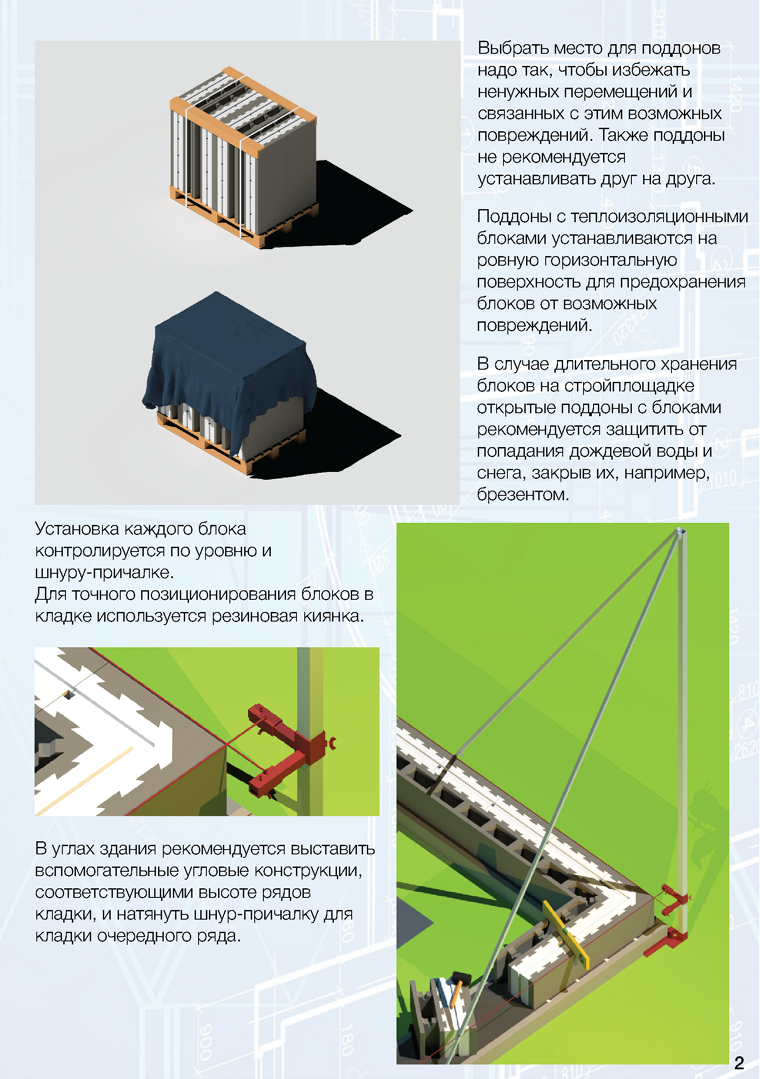 Выбрать место для поддонов
надо так, чтобы избежать
ненужных перемещений и
связанных с этим возможных
повреждений. Также поддоны
не рекомендуется
устанавливать друг на друга.
Поддоны с теплоизоляционными
блоками устанавливаются на
ровную горизонтальную
поверхность для предохранения
блоков от возможных
повреждений.
В случае длительного хранения
блоков на стройплощадке
открытые поддоны с блоками
рекомендуется защитить от
попадания дождевой воды и
снега, закрыв их, например,
брезентом.
Установка каждого блока
контролируется по уровню и
шнуру-причалке.
Для точного позиционирования блоков в
кладке используется резиновая киянка.
В углах здания рекомендуется выставить
вспомогательные угловые конструкции,
соответствующими высоте рядов
кладки, и натянуть шнур-причалку для
кладки очередного ряда.
2